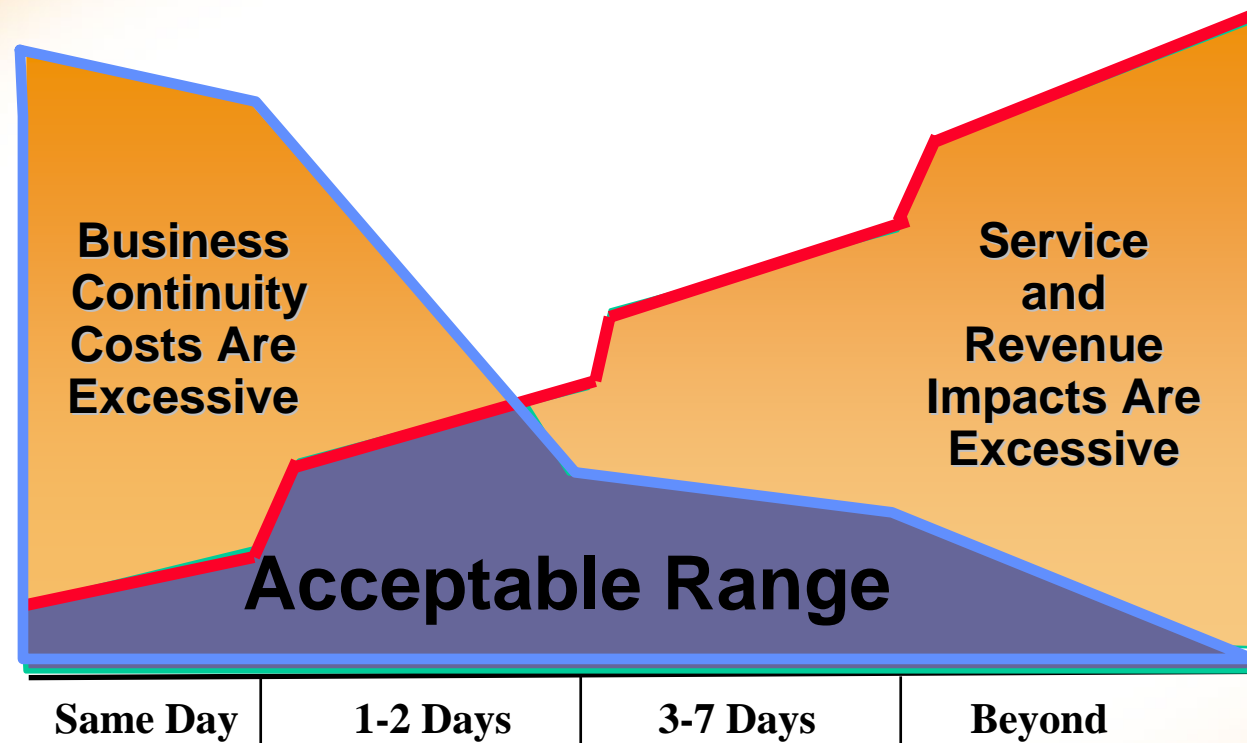 Business
Continuity
Costs Are
Excessive
Service
and
Revenue
Impacts Are
Excessive
Acceptable Range
Same Day
1-2 Days
3-7 Days
Beyond